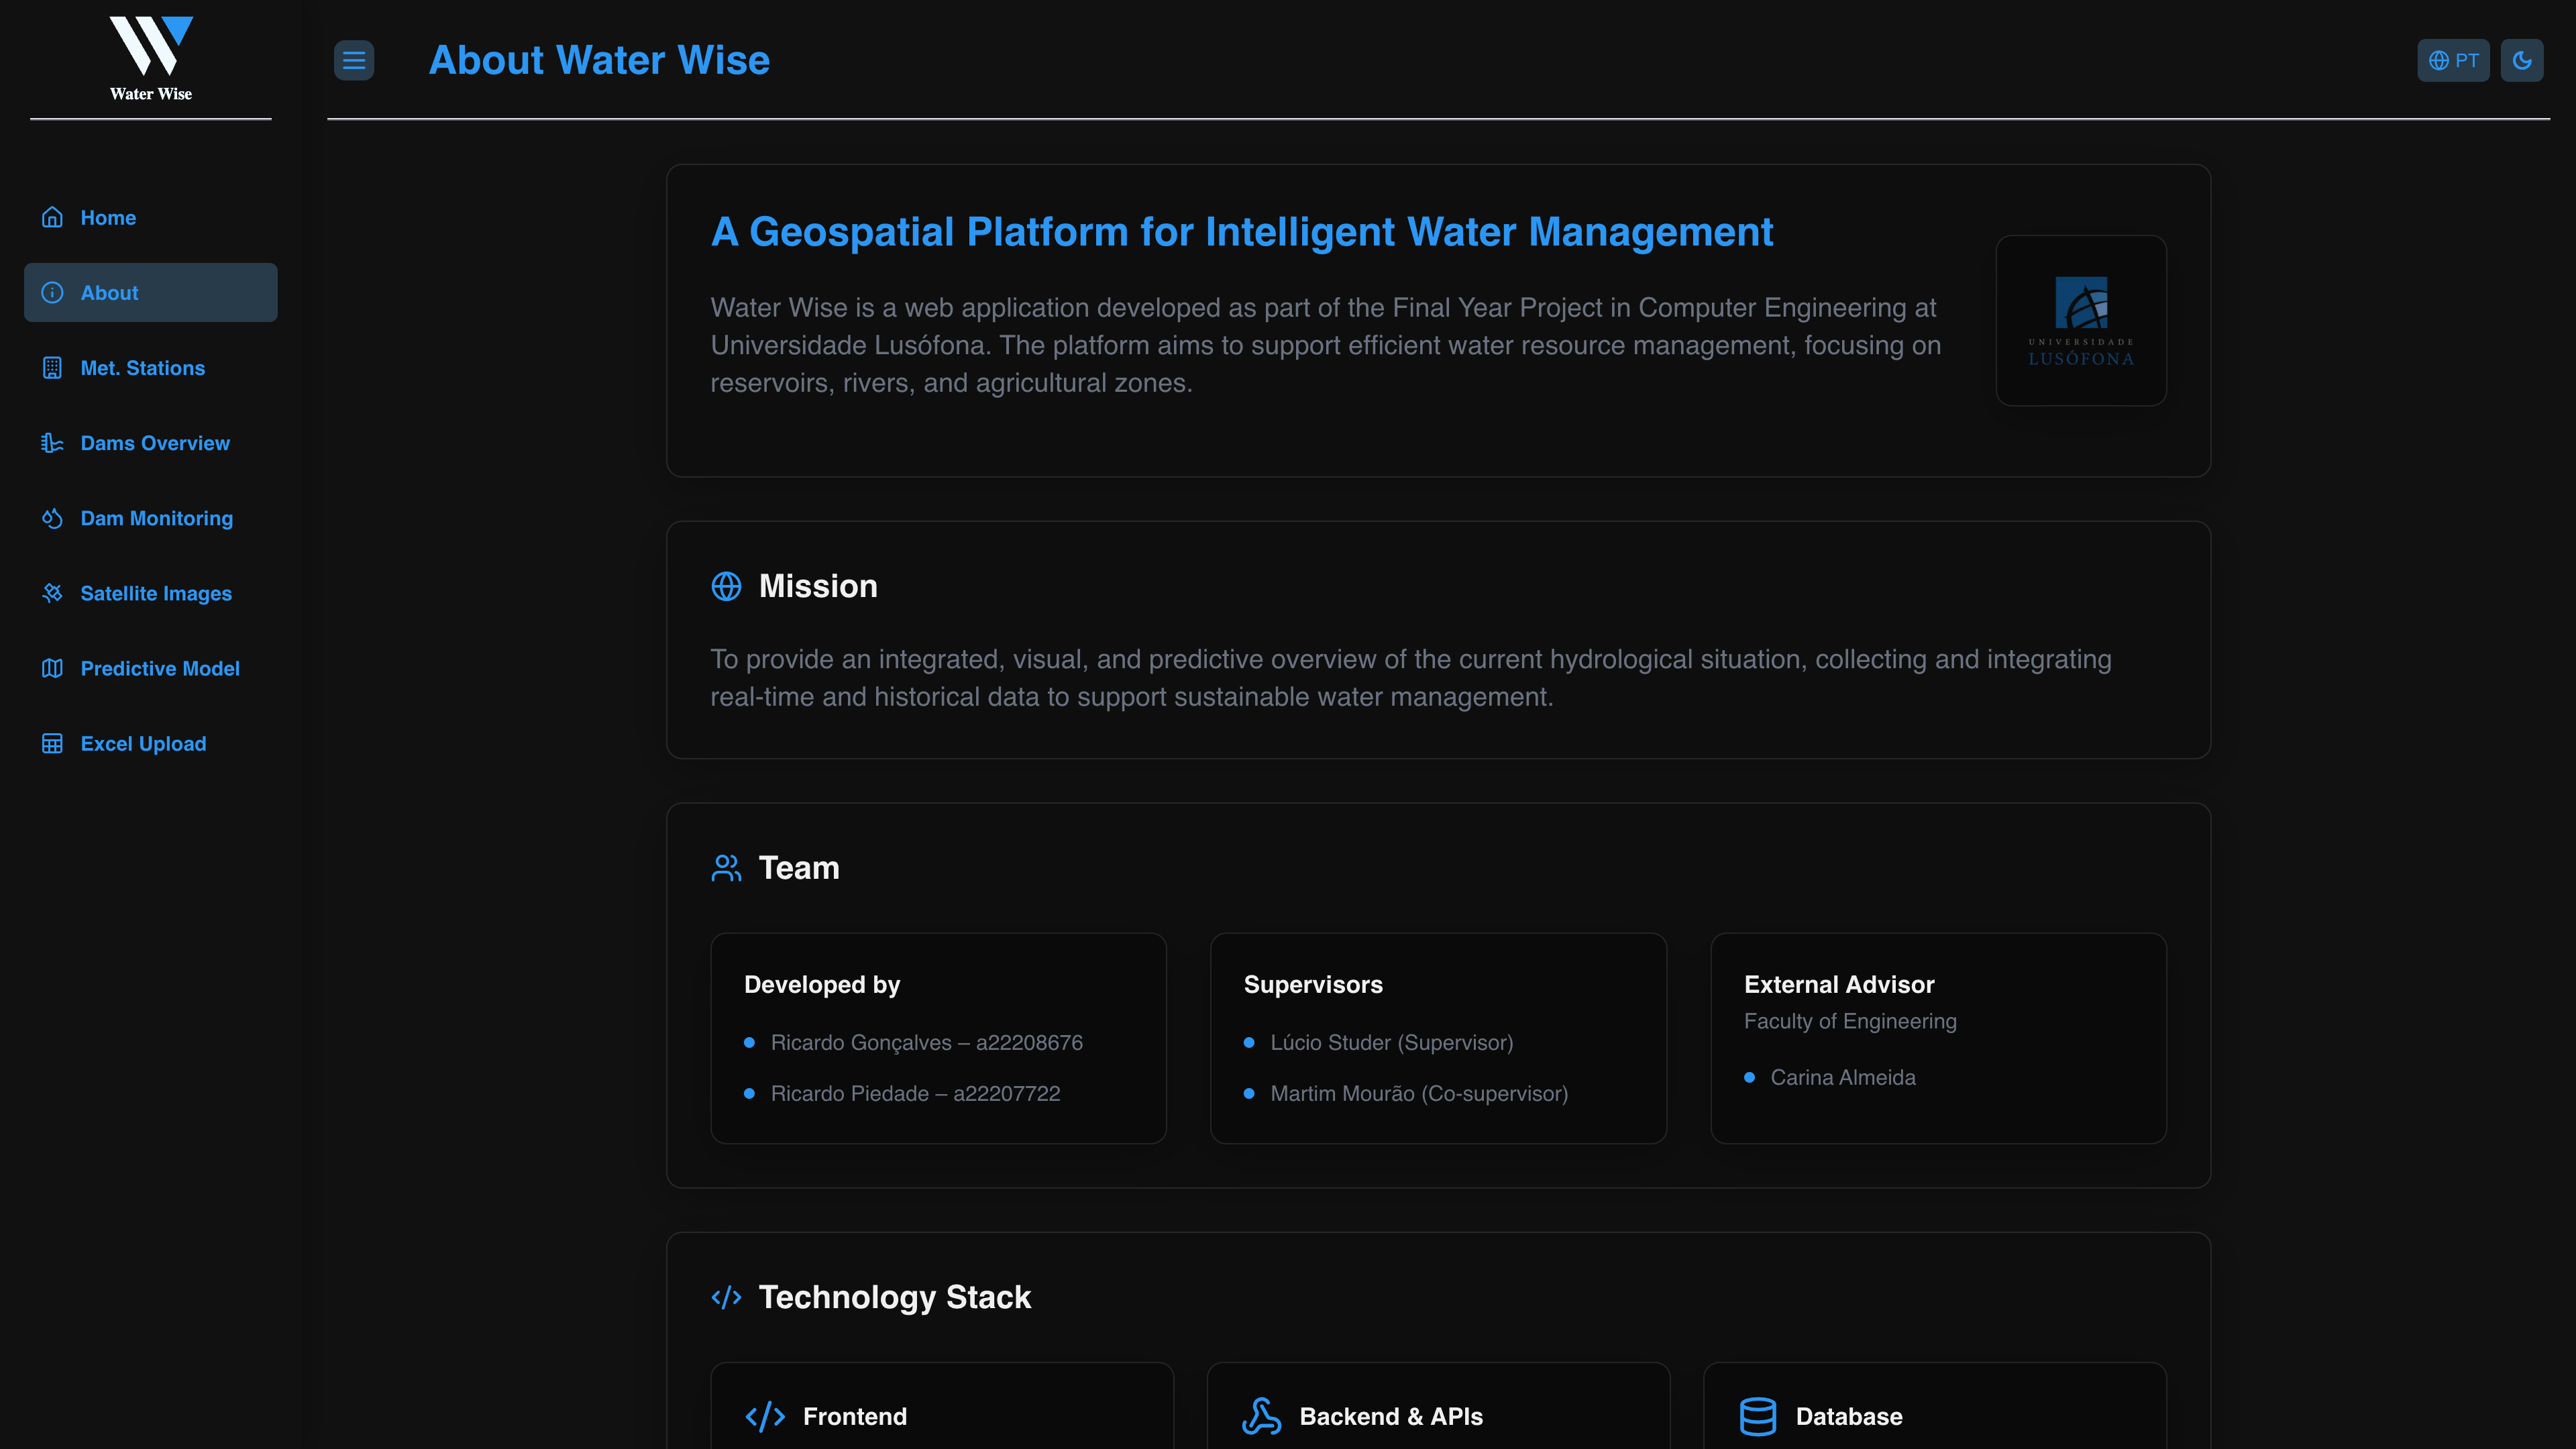 Water Wise
About Water Wise
PT
Home
About
Met. Stations
Dams Overview
Dam Monitoring
Satellite Images
Predictive Model
Excel Upload
A Geospatial Platform for Intelligent Water Management
Water Wise is a web application developed as part of the Final Year Project in Computer Engineering at
Universidade Lusófona. The platform aims to support efficient water resource management, focusing on
reservoirs, rivers, and agricultural zones.
UNIVERSIDADE
LUSÓFONA
Mission
To provide an integrated, visual, and predictive overview of the current hydrological situation, collecting and integrating
real-time and historical data to support sustainable water management.
Team
Developed by
Ricardo Gonçalves – a22208676
Ricardo Piedade – a22207722
Supervisors
Lúcio Studer (Supervisor)
Martim Mourão (Co-supervisor)
External Advisor
Faculty of Engineering
Carina Almeida
Technology Stack
Frontend
Backend & APIs
Database